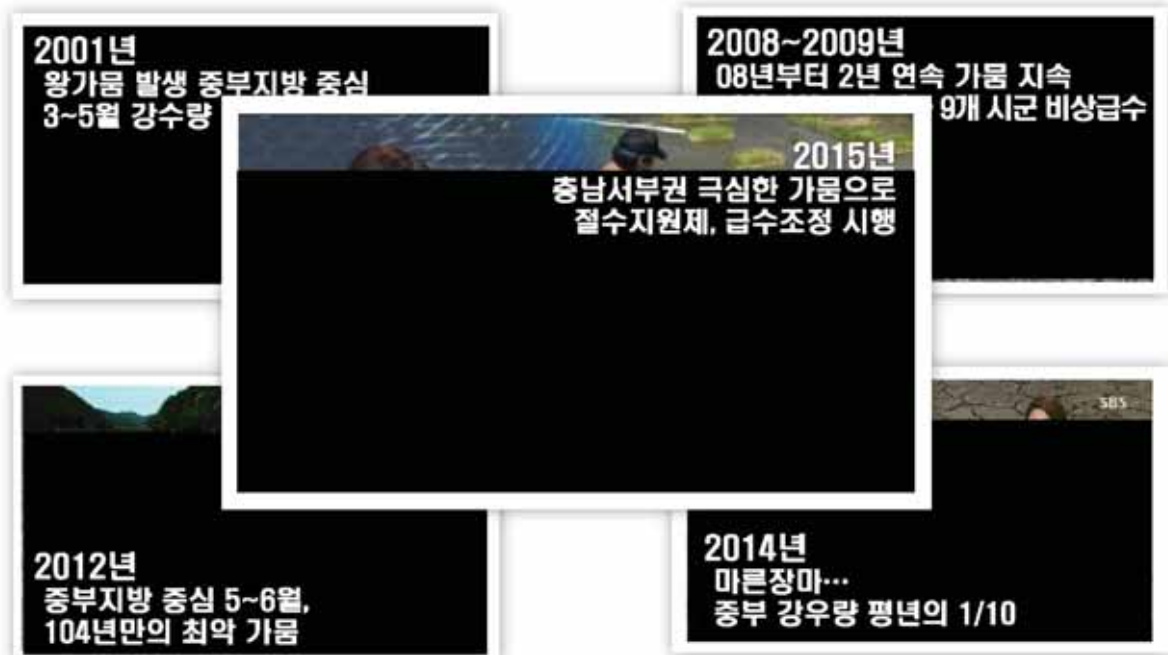 2001년
왕가뭄 발생 중부지방 중심
3~5월 강수량
2008~2009년
08년부터 2년 연속 가뭄 지속
9개 시군 비상급수
2015년
충남서부권 극심한 가뭄으로
절수지원제, 급수조정 시행
2012년
중부지방 중심 5~6월,
104년만의 최악 가뭄
SBS
2014년
마른장마…
중부 강우량 평년의 1/10